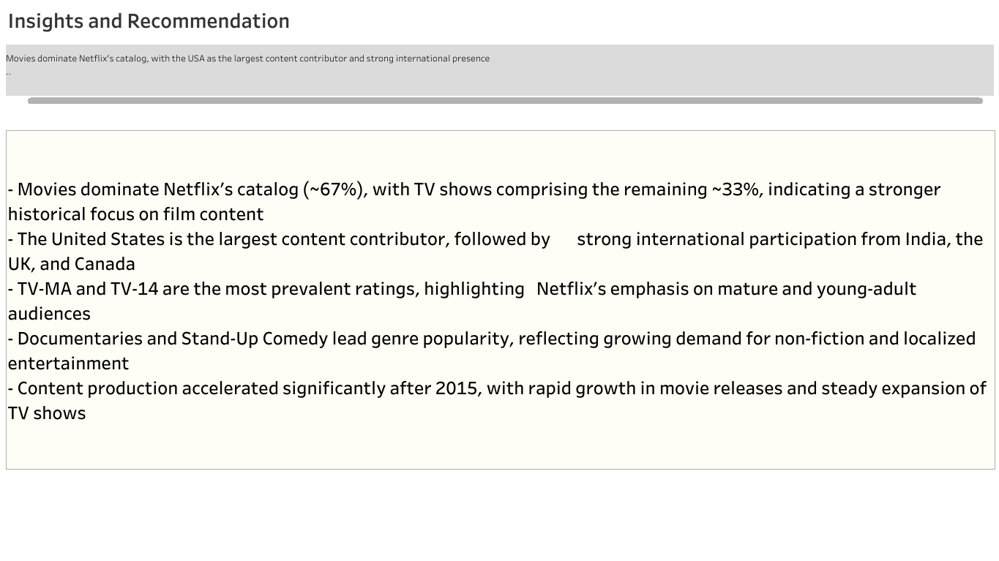 Insights and Recommendation
Movies dominate Netflix’s catalog, with the USA as the largest content contributor and strong international presence
..
- Movies dominate Netflix’s catalog (~67%), with TV shows comprising the remaining ~33%, indicating a stronger
historical focus on film content
- The United States is the largest content contributor, followed by      strong international participation from India, the
UK, and Canada
- TV-MA and TV-14 are the most prevalent ratings, highlighting   Netflix’s emphasis on mature and young-adult
audiences
- Documentaries and Stand-Up Comedy lead genre popularity, reflecting growing demand for non-fiction and localized
entertainment
- Content production accelerated significantly after 2015, with rapid growth in movie releases and steady expansion of
TV shows